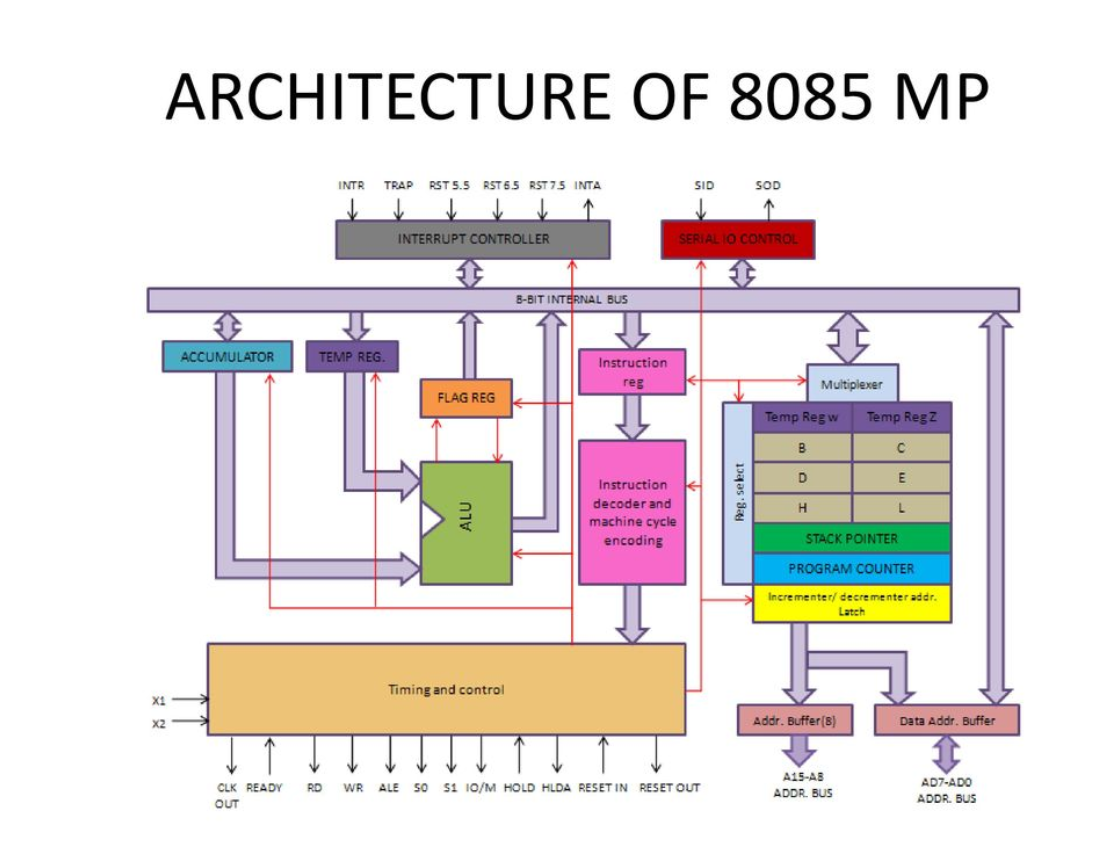 ARCHITECTURE OF 8085 MP
INTR TRAP RST 5.5 RST 6.5 RST 7.5 INTA SID SOD
INTERRUPT CONTROLLER
SERIAL IO CONTROL
8-BIT INTERNAL BUS
ACCUMULATOR
TEMP REG.
FLAG REG
Instruction
reg
Multiplexer
Temp Reg w Temp Reg Z
B C
D E
H L
Reg. select
ALU
Instruction
decoder and
machine cycle
encoding
STACK POINTER
PROGRAM COUNTER
Incrementer/ decrementer addr.
Latch
Timing and control
X1
X2
Addr. Buffer(8)
Data Addr. Buffer
CLK
OUT
READY RD WR ALE S0 S1 IO/M HOLD HLDA RESET IN RESET OUT
A15-A8
ADDR. BUS
AD7-AD0
ADDR. BUS